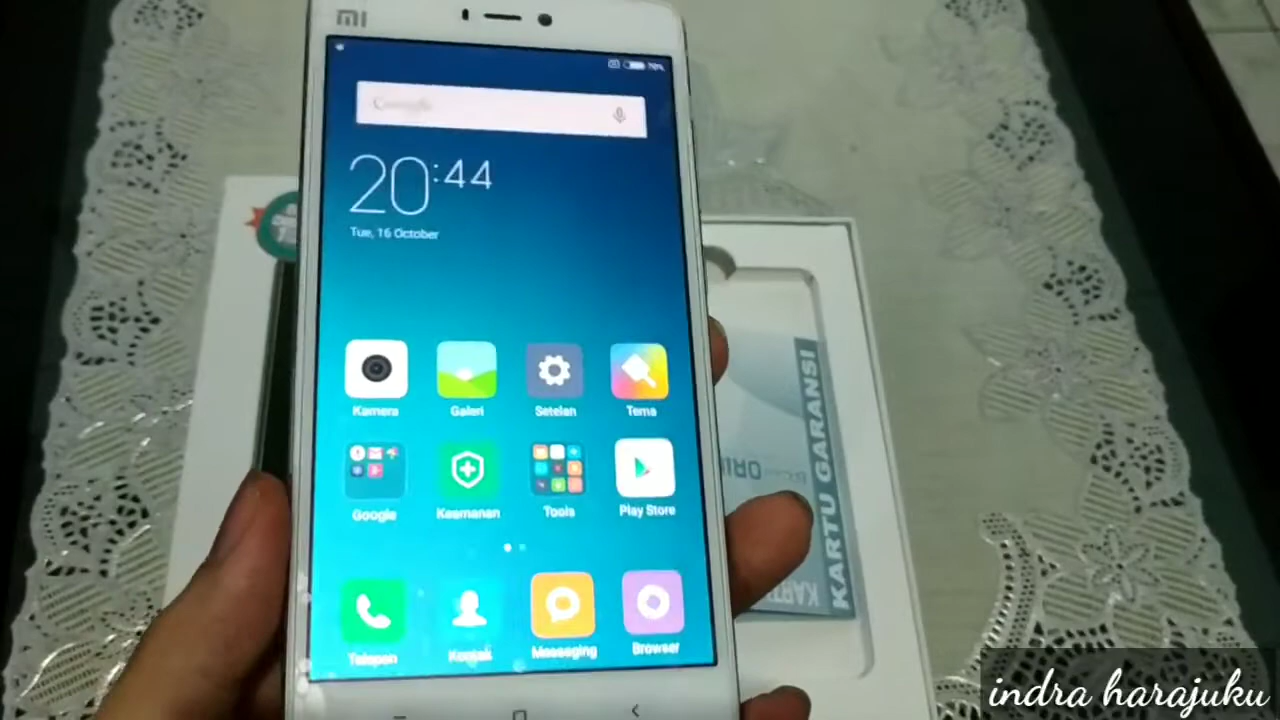 MI
Google
20:44
Tue, 16 October
Kamera
Galeri
Setelan
Tema
Google
Keamanan
Tools
Play Store
Telepon
Kontak
Messaging
Browser
KARTU GARANSI
indra harajuku